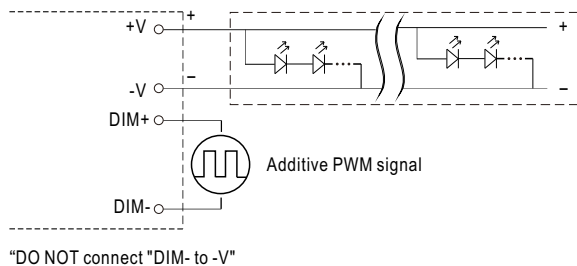 +V + +
-V − −
DIM+
Additive PWM signal
DIM-
“DO NOT connect "DIM- to -V"